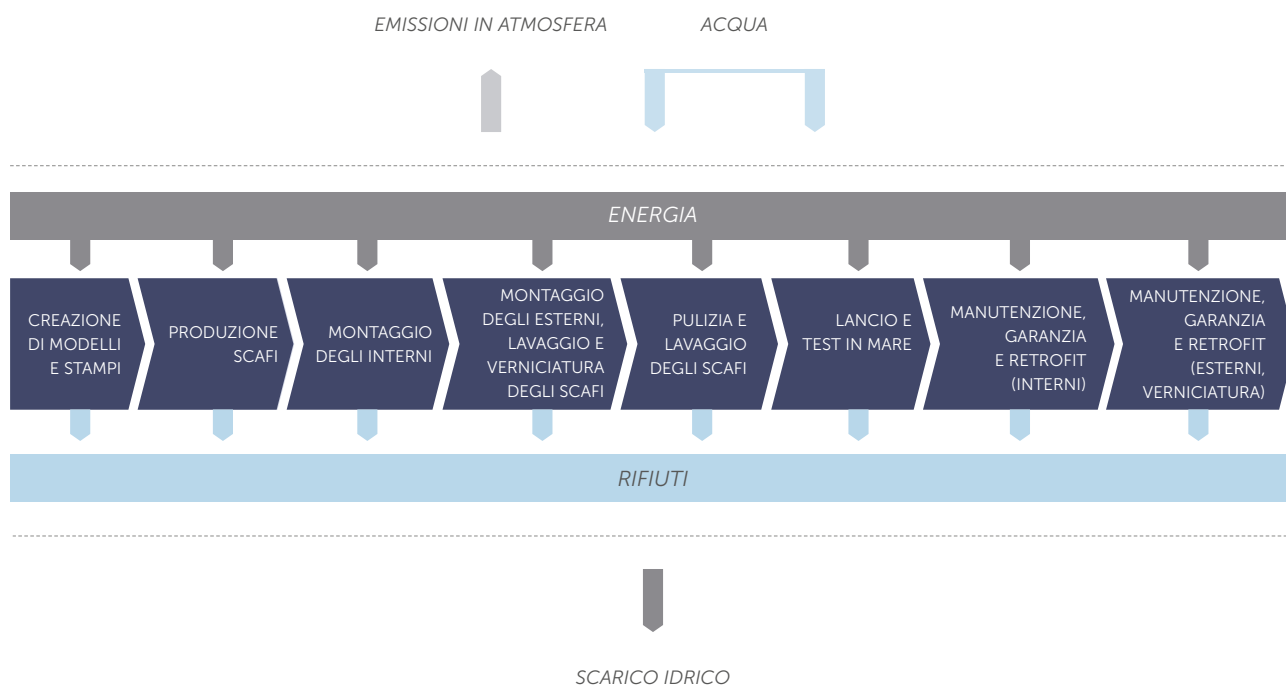 EMISSIONI IN ATMOSFERA
ACQUA
ENERGIA
CREAZIONE
DI MODELLI
E STAMPI
PRODUZIONE
SCAFI
MONTAGGIO
DEGLI INTERNI
MONTAGGIO
DEGLI ESTERNI,
LAVAGGIO E
VERNICIATURA
DEGLI SCAFI
PULIZIA E
LAVAGGIO
DEGLI SCAFI
LANCIO E
TEST IN MARE
MANUTENZIONE,
GARANZIA
E RETROFIT
(INTERNI)
MANUTENZIONE,
GARANZIA
E RETROFIT
(ESTERNI,
VERNICIATURA)
RIFIUTI
SCARICO IDRICO